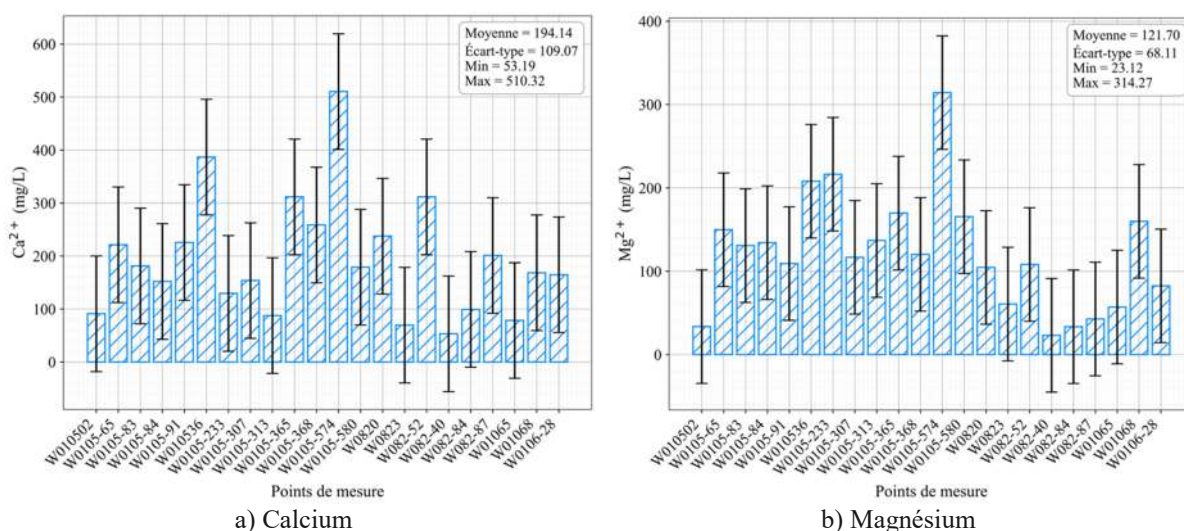 600
500
400
300
200
100
0
Ca²⁺ (mg/L)
Moyenne = 194.14
Écart-type = 109.07
Min = 53.19
Max = 510.32
W010502
W0105-65
W0105-83
W0105-84
W0105-91
W010536
W0105-233
W0105-307
W0105-113
W0105-365
W0105-368
W0105-574
W0105-580
W0820
W0823
W082-52
W082-40
W082-84
W082-87
W01065
W01068
W0106-28
Points de mesure
a) Calcium
400
300
200
100
0
Mg²⁺ (mg/L)
Moyenne = 121.70
Écart-type = 68.11
Min = 23.12
Max = 314.27
W010502
W0105-65
W0105-83
W0105-84
W0105-91
W010536
W0105-233
W0105-307
W0105-313
W0105-365
W0105-368
W0105-574
W0105-580
W0820
W0823
W082-52
W082-40
W082-84
W082-87
W01065
W01068
W0106-28
Points de mesure
b) Magnésium